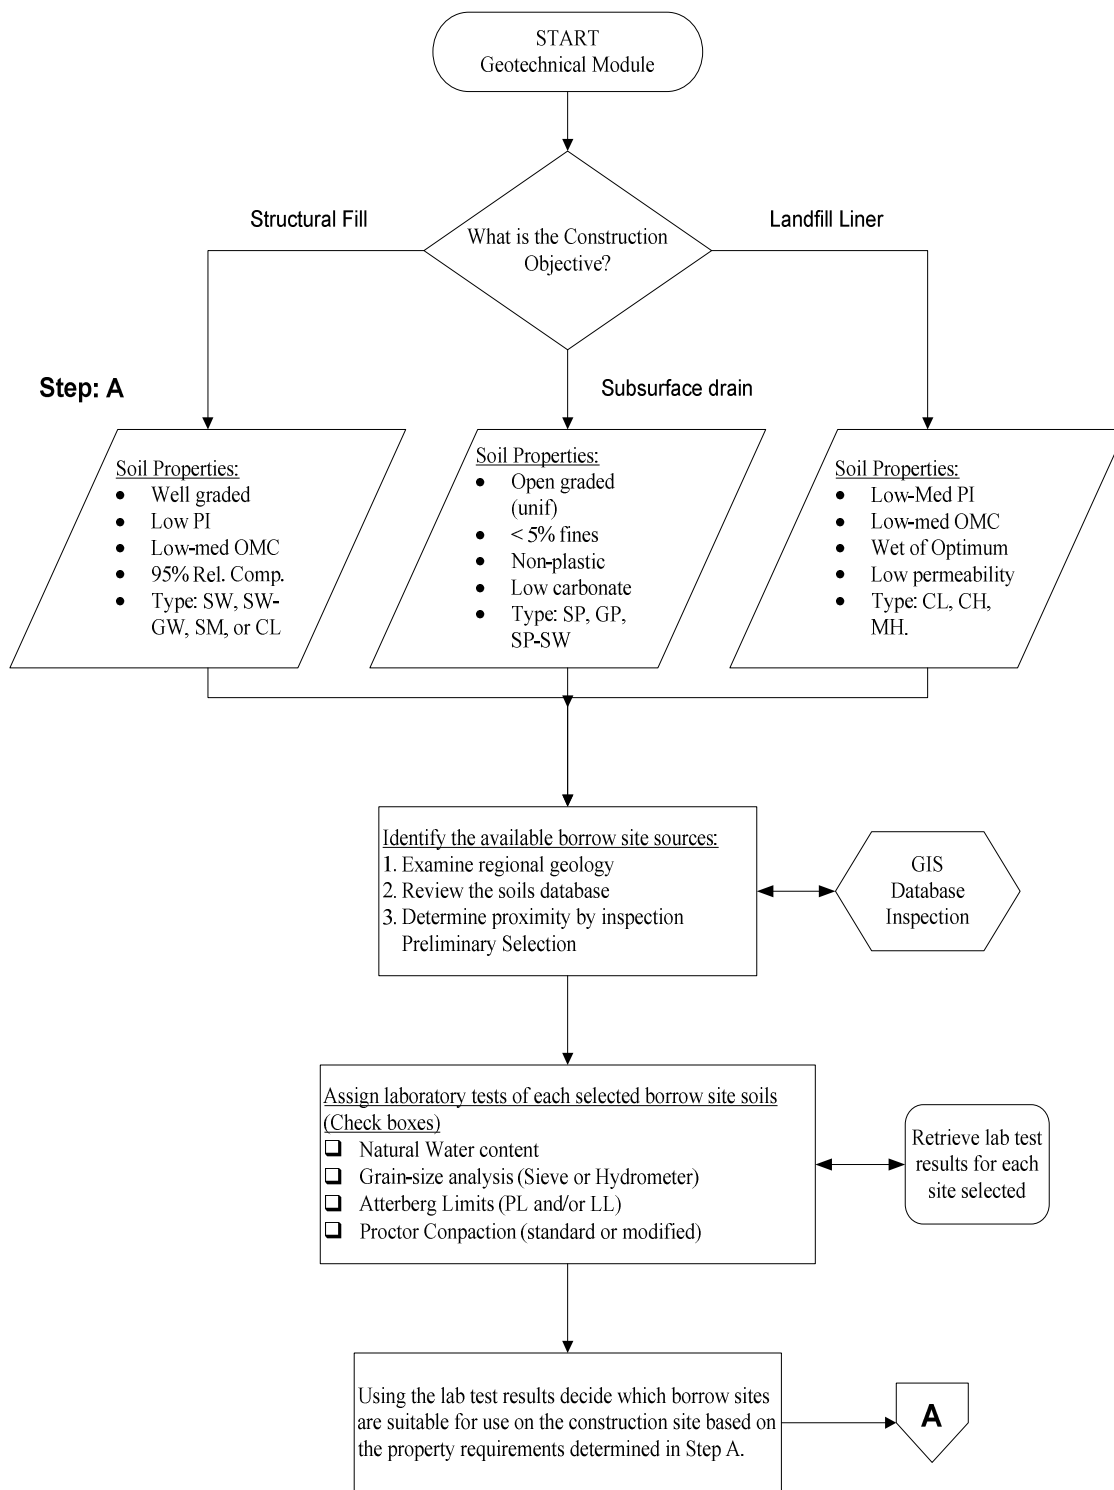 START
Geotechnical Module
What is the Construction
Objective?
Structural Fill
Landfill Liner
Step: A
Subsurface drain
Soil Properties:
• Well graded
• Low PI
• Low-med OMC
• 95% Rel. Comp.
• Type: SW, SW-
GW, SM, or CL
Soil Properties:
• Open graded
(unif)
• < 5% fines
• Non-plastic
• Low carbonate
• Type: SP, GP,
SP-SW
Soil Properties:
• Low-Med PI
• Low-med OMC
• Wet of Optimum
• Low permeability
• Type: CL, CH,
MH.
Identify the available borrow site sources:
1. Examine regional geology
2. Review the soils database
3. Determine proximity by inspection
Preliminary Selection
GIS
Database
Inspection
Assign laboratory tests of each selected borrow site soils
(Check boxes)
❑ Natural Water content
❑ Grain-size analysis (Sieve or Hydrometer)
❑ Atterberg Limits (PL and/or LL)
❑ Proctor Conpaction (standard or modified)
Retrieve lab test
results for each
site selected
Using the lab test results decide which borrow sites
are suitable for use on the construction site based on
the property requirements determined in Step A.
A